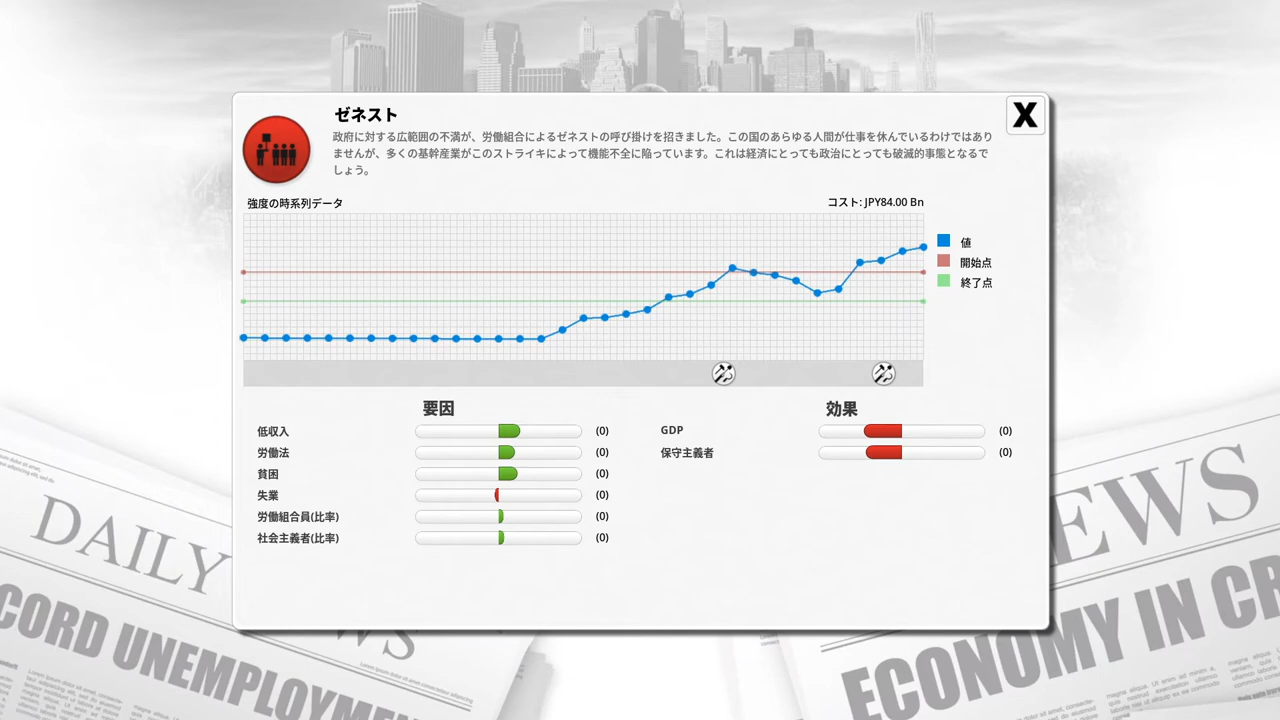 ゼネスト
X
政府に対する広範囲の不満が、労働組合によるゼネストの呼び掛けを招きました。この国のあらゆる人間が仕事を休んでいるわけではあり
ませんが、多くの基幹産業がこのストライキによって機能不全に陥っています。これは経済にとっても政治にとっても破滅的事態となるで
しょう。
強度の時系列データ
コスト: JPY84.00 Bn
値
開始点
終了点
要因
効果
低収入 (0)
GDP (0)
労働法 (0)
保守主義者 (0)
貧困 (0)
失業 (0)
労働組合員(比率) (0)
社会主義者(比率) (0)
DAILY
NEWS
EWS
CORD UNEMPLOYMEN
ECONOMY IN CR